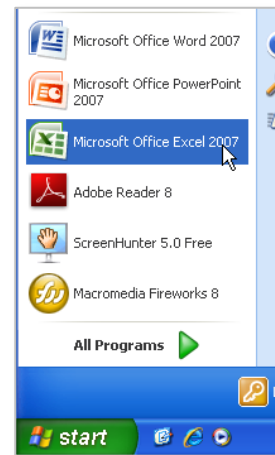 Microsoft Office Word 2007
Microsoft Office PowerPoint
2007
Microsoft Office Excel 2007
Adobe Reader 8
ScreenHunter 5.0 Free
Macromedia Fireworks 8
All Programs
start